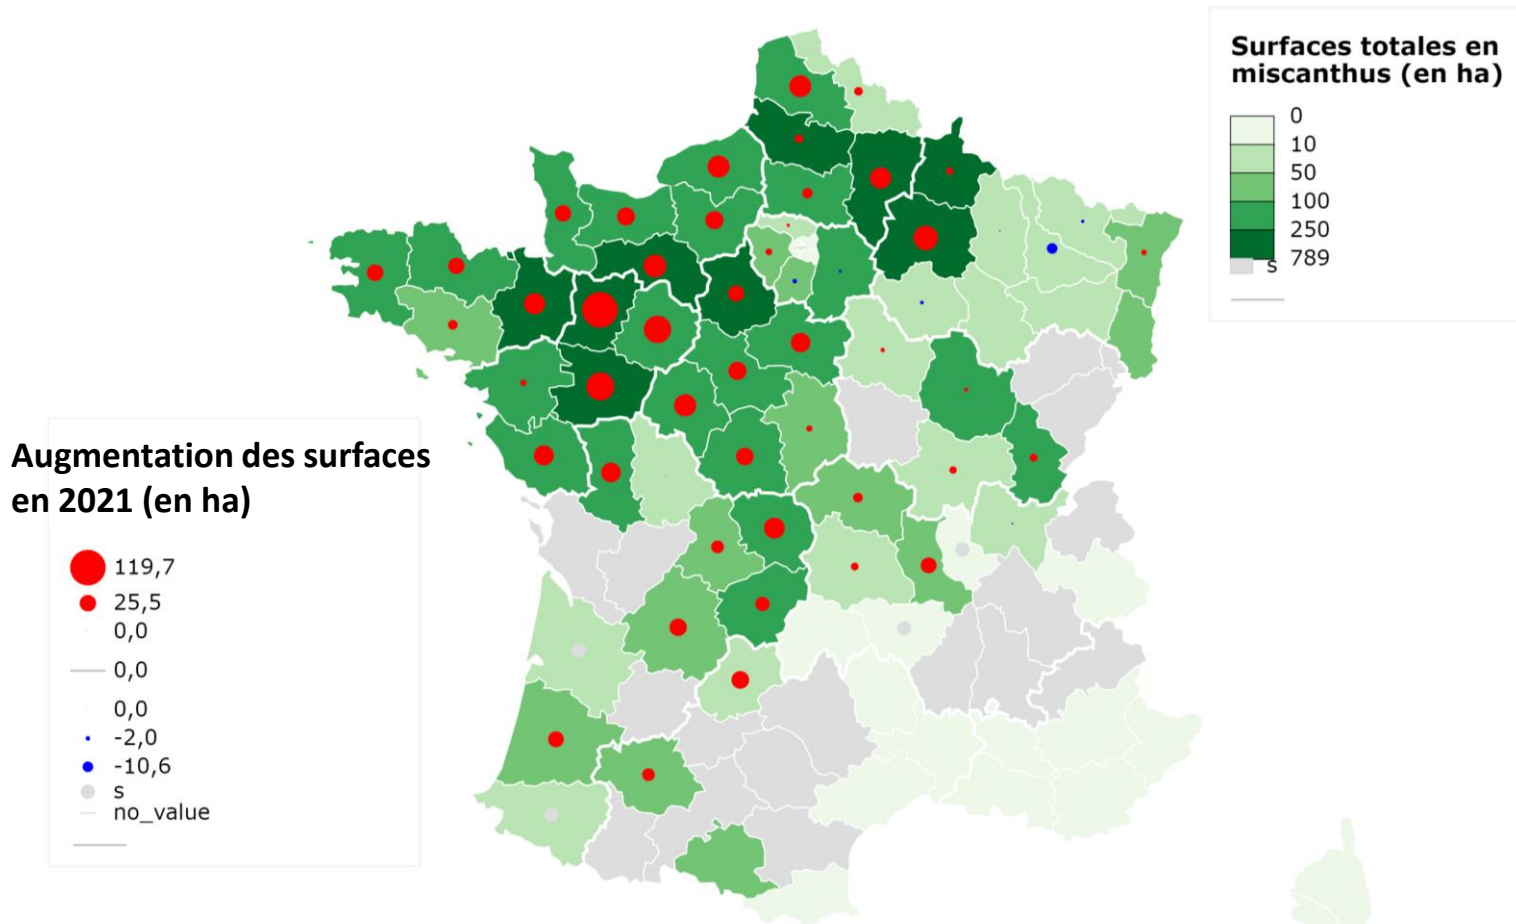 Surfaces totales en
miscanthus (en ha)
0
10
50
100
250
789
s
Augmentation des surfaces
en 2021 (en ha)
119,7
25,5
0,0
0,0
0,0
-2,0
-10,6
s
no_value